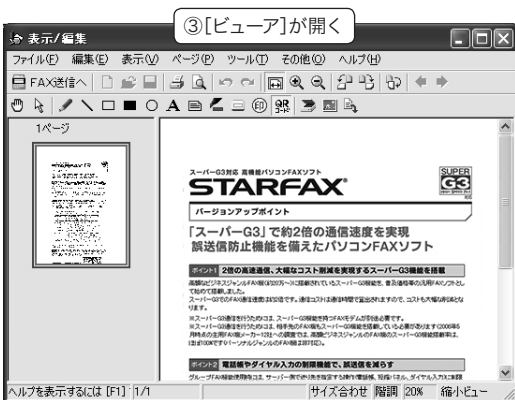 ③[ビューア]が開く
表示/編集
ファイル(F) 編集(E) 表示(V) ページ(P) ツール(T) その他(O) ヘルプ(H)
FAX送信へ
A 印 QRコード
1ページ
スーパーG3対応 高機能パソコンFAXソフト
STARFAX
SUPER G3
バージョンアップポイント
「スーパーG3」で約2倍の通信速度を実現
誤送信防止機能を備えたパソコンFAXソフト
ポイント1 2倍の高速通信、大幅なコスト削減を実現するスーパーG3機能を搭載
ポイント2 電話帳やダイヤル入力の制限機能で、誤送信を減らす
ヘルプを表示するには [F1] 1/1 サイズ合わせ 階調 20% 縮小ビュー